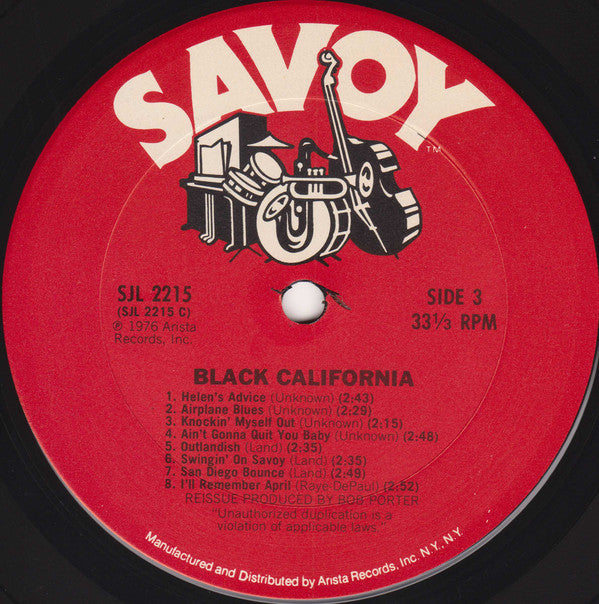 SAVOY
TM
SJL 2215
(SJL 2215 C)
℗ 1976 Arista
Records, Inc.
SIDE 3
33⅓ RPM
BLACK CALIFORNIA
1. Helen's Advice (Unknown) (2:43)
2. Airplane Blues (Unknown) (2:29)
3. Knockin' Myself Out (Unknown) (2:15)
4. Ain't Gonna Quit You Baby (Unknown) (2:48)
5. Outlandish (Land) (2:35)
6. Swingin' On Savoy (Land) (2:35)
7. San Diego Bounce (Land) (2:49)
8. I'll Remember April (Raye-DePaul) (2:52)
REISSUE PRODUCED BY BOB PORTER
"Unauthorized duplication is a
violation of applicable laws."
Manufactured and Distributed by Arista Records, Inc. N.Y., N.Y.